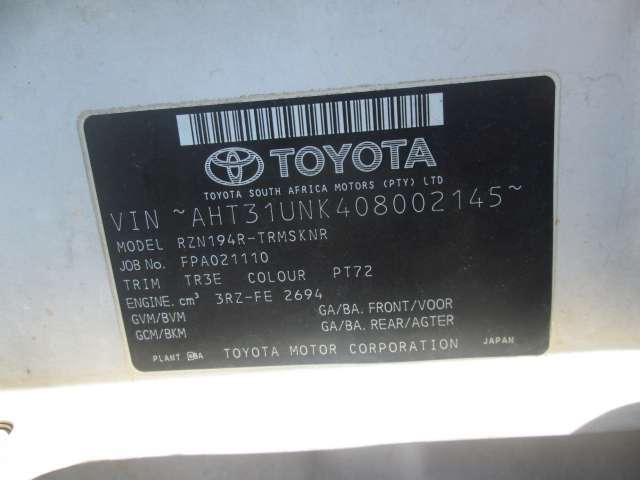 TOYOTA
TOYOTA SOUTH AFRICA MOTORS (PTY) LTD
VIN ~AHT31UNK408002145~
MODEL RZN194R-TRMSKNR
JOB No. FPA021110
TRIM TR3E COLOUR PT72
ENGINE. cm³ 3RZ-FE 2694
GVM/BVM GA/BA. FRONT/VOOR
GCM/BKM GA/BA. REAR/AGTER
PLANT TOYOTA MOTOR CORPORATION JAPAN